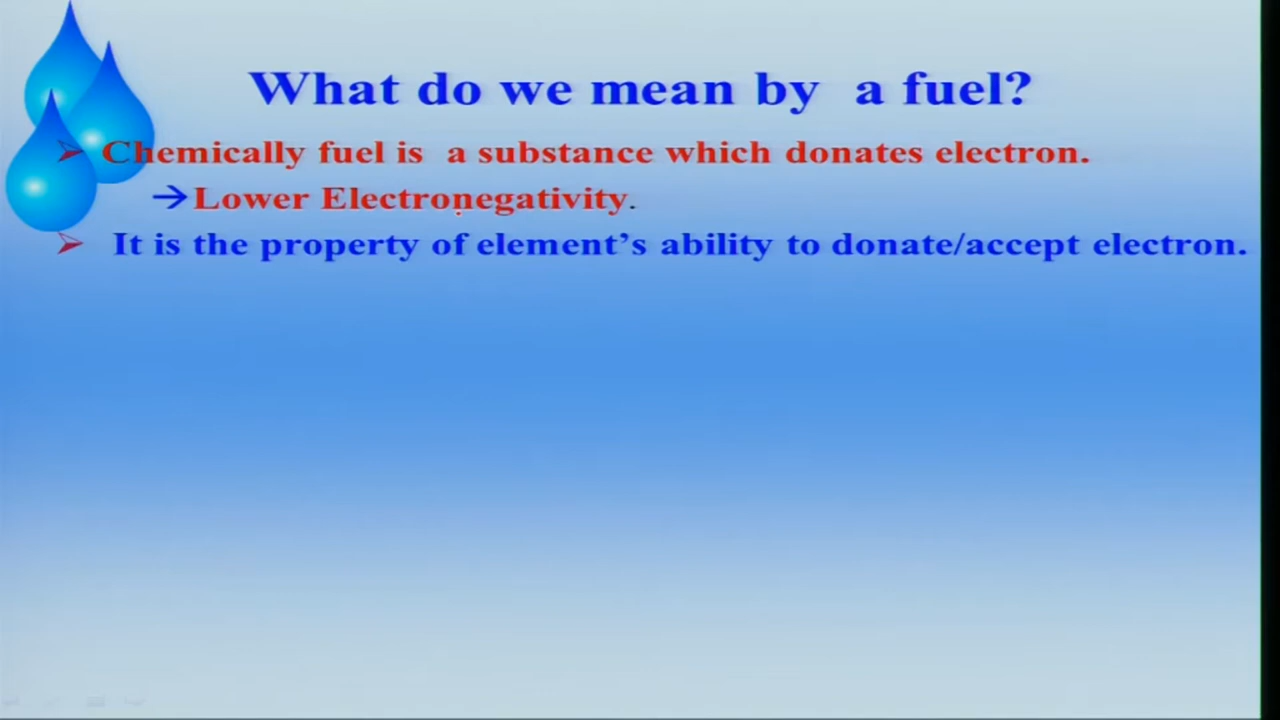 What do we mean by a fuel?
➢ Chemically fuel is a substance which donates electron.
→Lower Electronegativity.
➢ It is the property of element’s ability to donate/accept electron.